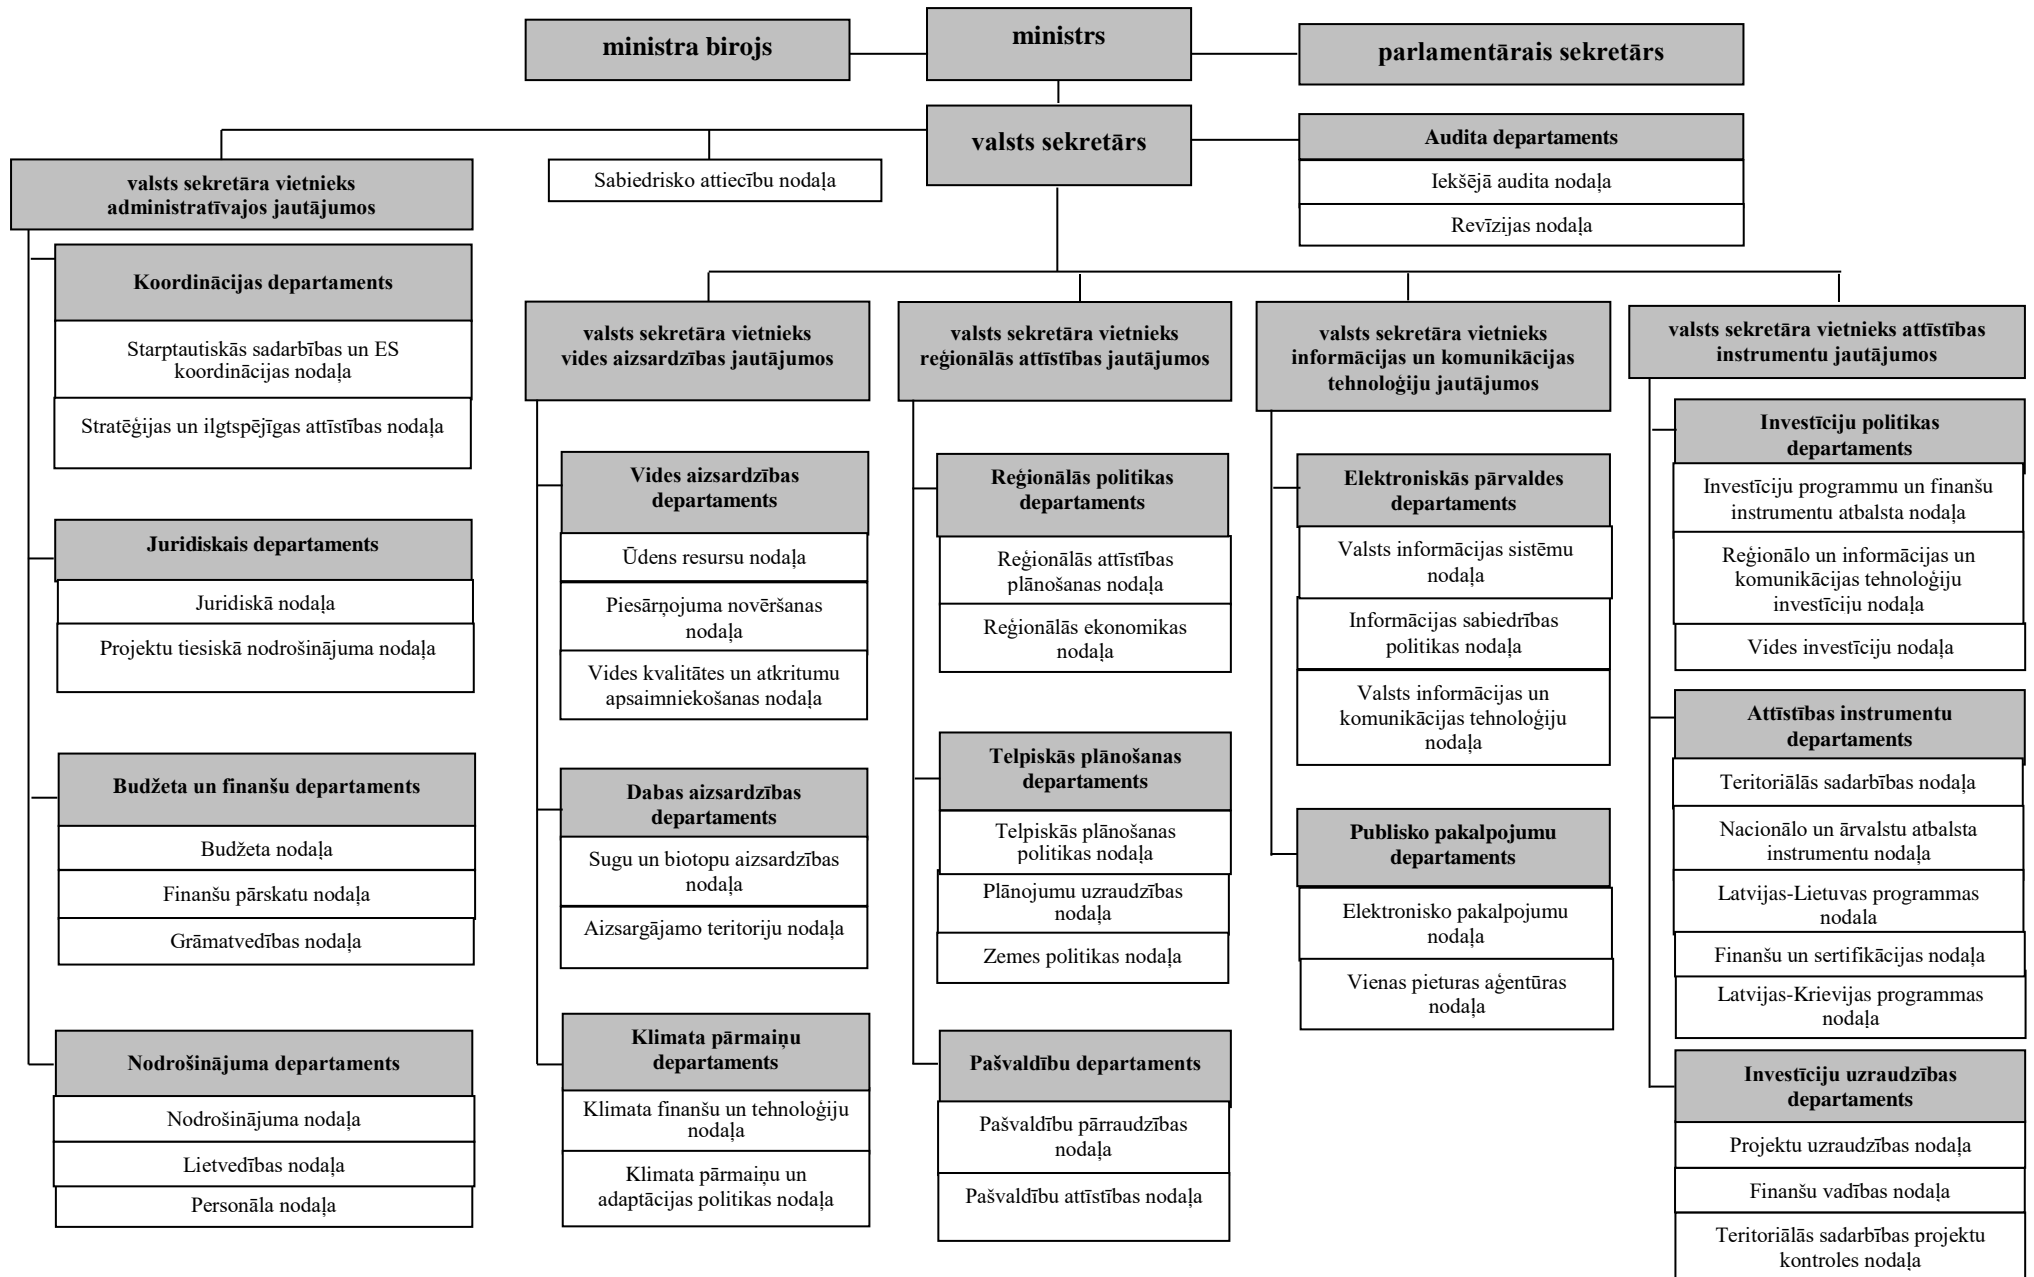 ministra birojs
ministrs
parlamentārais sekretārs
valsts sekretārs
Audita departaments
Iekšējā audita nodaļa
Revīzijas nodaļa
Sabiedrisko attiecību nodaļa
valsts sekretāra vietnieks
administratīvajos jautājumos
Koordinācijas departaments
Starptautiskās sadarbības un ES
koordinācijas nodaļa
Stratēģijas un ilgtspējīgas attīstības nodaļa
Juridiskais departaments
Juridiskā nodaļa
Projektu tiesiskā nodrošinājuma nodaļa
Budžeta un finanšu departaments
Budžeta nodaļa
Finanšu pārskatu nodaļa
Grāmatvedības nodaļa
Nodrošinājuma departaments
Nodrošinājuma nodaļa
Lietvedības nodaļa
Personāla nodaļa
valsts sekretāra vietnieks
vides aizsardzības jautājumos
Vides aizsardzības
departaments
Ūdens resursu nodaļa
Piesārņojuma novēršanas
nodaļa
Vides kvalitātes un atkritumu
apsaimniekošanas nodaļa
Dabas aizsardzības
departaments
Sugu un biotopu aizsardzības
nodaļa
Aizsargājamo teritoriju nodaļa
Klimata pārmaiņu
departaments
Klimata finanšu un tehnoloģiju
nodaļa
Klimata pārmaiņu un
adaptācijas politikas nodaļa
valsts sekretāra vietnieks
reģionālās attīstības jautājumos
Reģionālās politikas
departaments
Reģionālās attīstības
plānošanas nodaļa
Reģionālās ekonomikas
nodaļa
Telpiskās plānošanas
departaments
Telpiskās plānošanas
politikas nodaļa
Plānojumu uzraudzības
nodaļa
Zemes politikas nodaļa
Pašvaldību departaments
Pašvaldību pārraudzības
nodaļa
Pašvaldību attīstības nodaļa
valsts sekretāra vietnieks
informācijas un komunikācijas
tehnoloģiju jautājumos
Elektroniskās pārvaldes
departaments
Valsts informācijas sistēmu
nodaļa
Informācijas sabiedrības
politikas nodaļa
Valsts informācijas un
komunikācijas tehnoloģiju
nodaļa
Publisko pakalpojumu
departaments
Elektronisko pakalpojumu
nodaļa
Vienas pieturas aģentūras
nodaļa
valsts sekretāra vietnieks attīstības
instrumentu jautājumos
Investīciju politikas
departaments
Investīciju programmu un finanšu
instrumentu atbalsta nodaļa
Reģionālo un informācijas un
komunikācijas tehnoloģiju
investīciju nodaļa
Vides investīciju nodaļa
Attīstības instrumentu
departaments
Teritoriālās sadarbības nodaļa
Nacionālo un ārvalstu atbalsta
instrumentu nodaļa
Latvijas-Lietuvas programmas
nodala
Finanšu un sertifikācijas nodaļa
Latvijas-Krievijas programmas
nodaļa
Investīciju uzraudzības
departaments
Projektu uzraudzības nodaļa
Finanšu vadības nodaļa
Teritoriālās sadarbības projektu
kontroles nodaļa